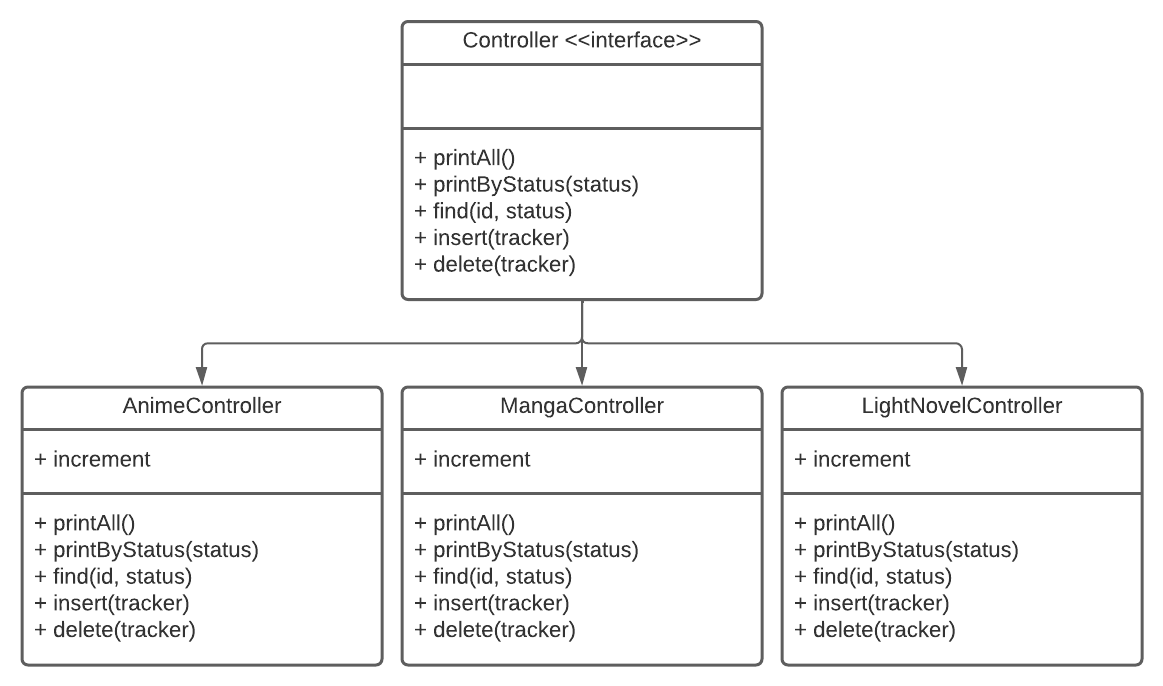 Controller <<interface>>
+ printAll()
+ printByStatus(status)
+ find(id, status)
+ insert(tracker)
+ delete(tracker)
AnimeController
+ increment
+ printAll()
+ printByStatus(status)
+ find(id, status)
+ insert(tracker)
+ delete(tracker)
MangaController
+ increment
+ printAll()
+ printByStatus(status)
+ find(id, status)
+ insert(tracker)
+ delete(tracker)
LightNovelController
+ increment
+ printAll()
+ printByStatus(status)
+ find(id, status)
+ insert(tracker)
+ delete(tracker)